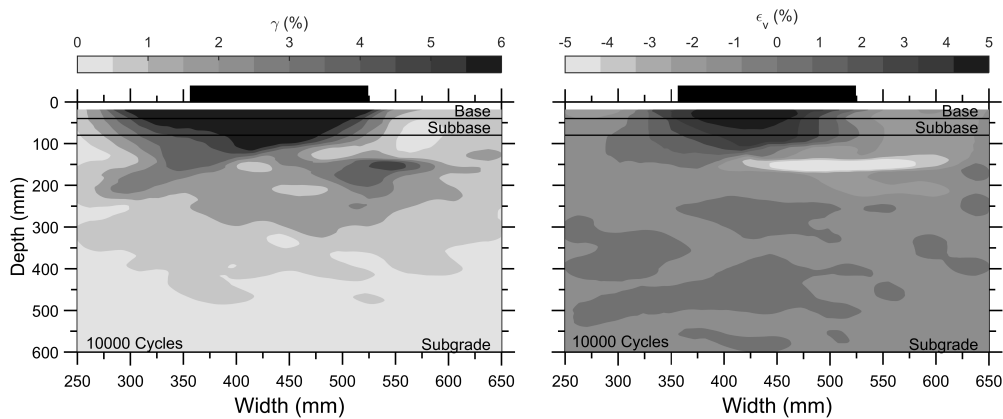 γ (%)
0 1 2 3 4 5 6
0
100
200
300
400
500
600
Depth (mm)
Base
Subbase
10000 Cycles
Subgrade
250 300 350 400 450 500 550 600 650
Width (mm)
ϵv (%)
-5 -4 -3 -2 -1 0 1 2 3 4 5
Base
Subbase
10000 Cycles
Subgrade
250 300 350 400 450 500 550 600 650
Width (mm)